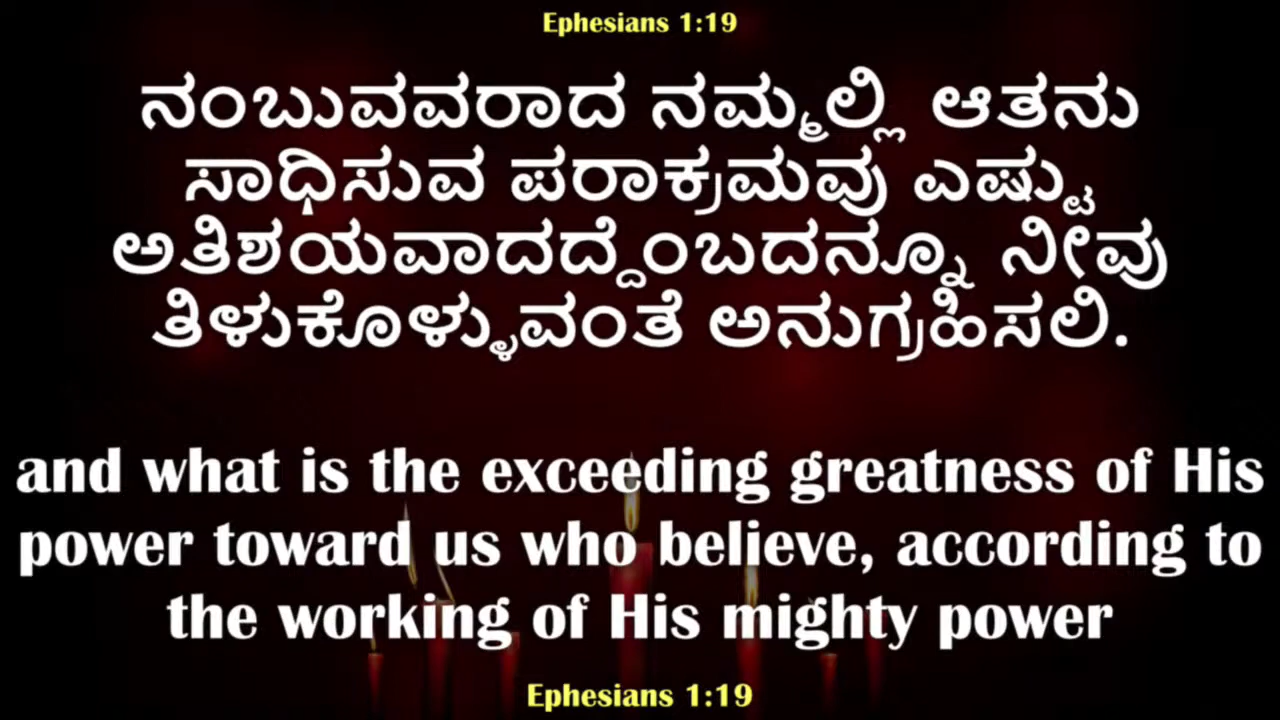 Ephesians 1:19
ನಂಬುವವರಾದ ನಮ್ಮಲ್ಲಿ ಆತನು
ಸಾಧಿಸುವ ಪರಾಕ್ರಮವು ಎಷ್ಟು
ಅತಿಶಯವಾದದ್ದೆಂಬದನ್ನೂ ನೀವು
ತಿಳುಕೊಳ್ಳುವಂತೆ ಅನುಗ್ರಹಿಸಲಿ.
and what is the exceeding greatness of His
power toward us who believe, according to
the working of His mighty power
Ephesians 1:19